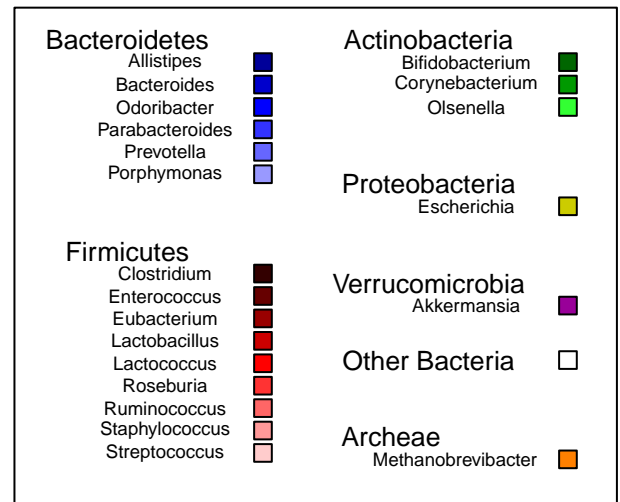 Bacteroidetes
Allistipes
Bacteroides
Odoribacter
Parabacteroides
Prevotella
Porphymonas
Firmicutes
Clostridium
Enterococcus
Eubacterium
Lactobacillus
Lactococcus
Roseburia
Ruminococcus
Staphylococcus
Streptococcus
Actinobacteria
Bifidobacterium
Corynebacterium
Olsenella
Proteobacteria
Escherichia
Verrucomicrobia
Akkermansia
Other Bacteria
Archeae
Methanobrevibacter